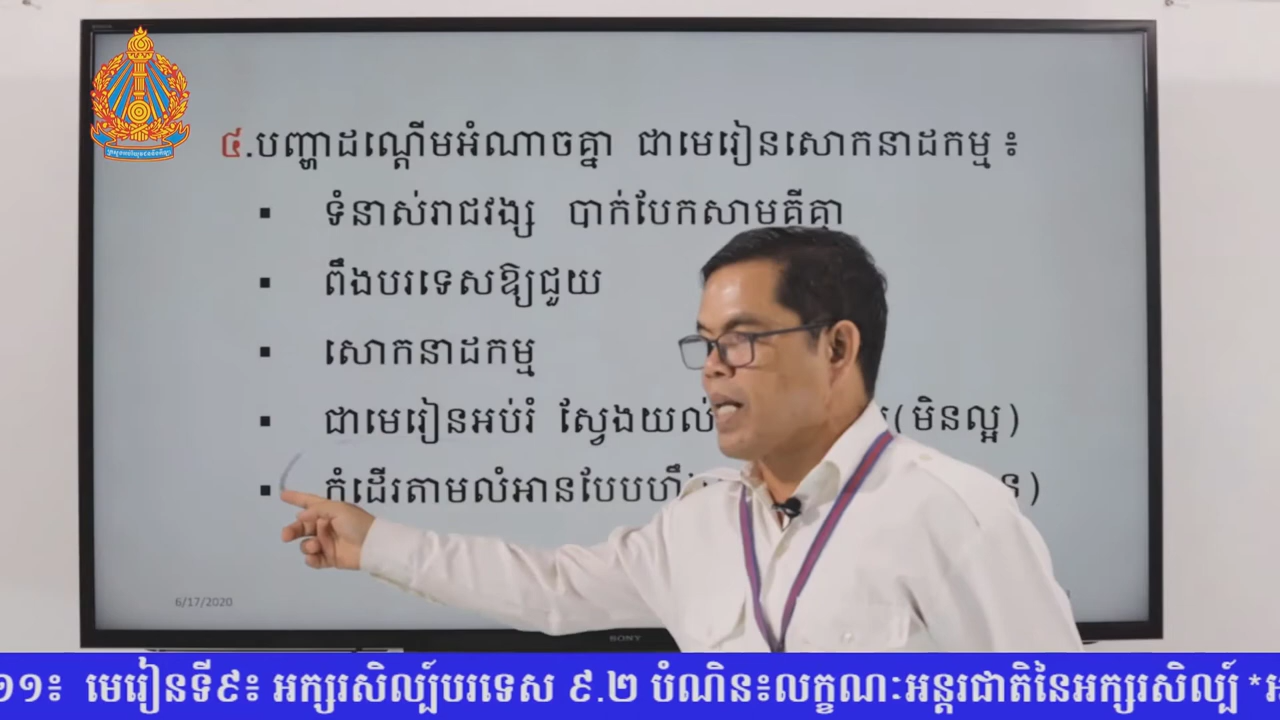 ៤.បញ្ហាដណ្តើមអំណាចគ្នា ជាមេរៀនសោកនាដកម្ម ៖
▪ ទំនាស់រាជវង្ស បាក់បែកសាមគ្គីគ្នា
▪ ពឹងបរទេសឱ្យជួយ
▪ សោកនាដកម្ម
▪ ជាមេរៀនអប់រំ ស្វែងយល់ (មិនល្អ)
▪ កុំដើរតាមលំអានបែប
6/17/2020
SONY
១១៖ មេរៀនទី៩៖ អក្សរសិល្ប៍បរទេស ៩.២ បំណិន៖លក្ខណៈអន្តរជាតិនៃអក្សរសិល្ប៍ *